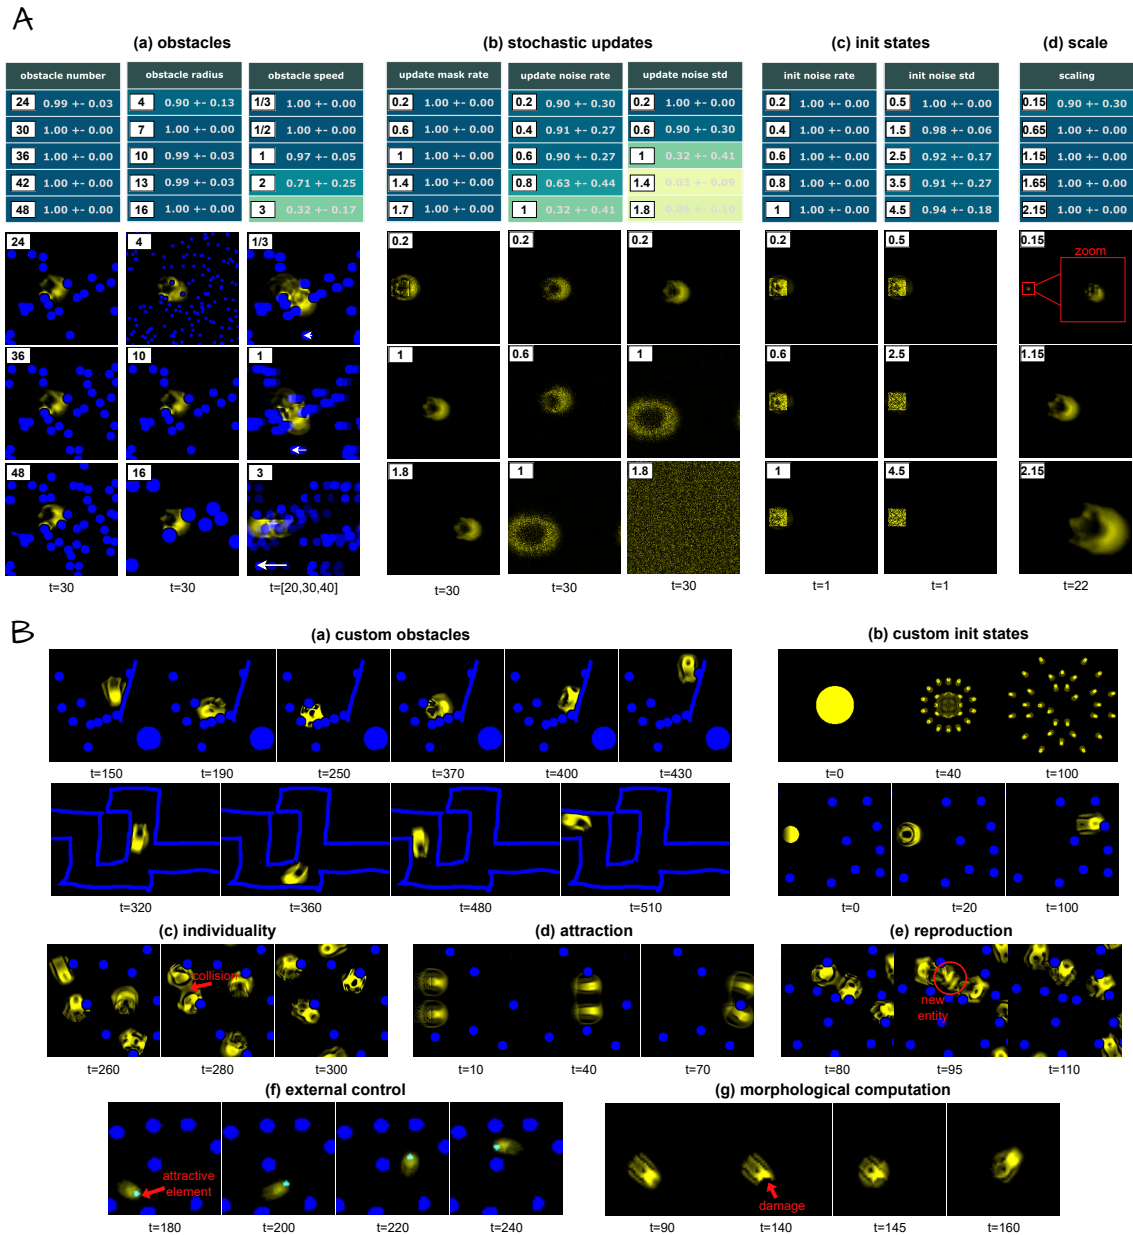 A
(a) obstacles
(b) stochastic updates
(c) init states
(d) scale
obstacle number obstacle radius obstacle speed update mask rate update noise rate update noise std init noise rate init noise std scaling
24 0.99 +- 0.03 4 0.90 +- 0.13 1/3 1.00 +- 0.00 0.2 1.00 +- 0.00 0.2 0.90 +- 0.30 0.2 1.00 +- 0.00 0.2 1.00 +- 0.00 0.5 1.00 +- 0.00 0.15 0.90 +- 0.30
30 1.00 +- 0.00 7 1.00 +- 0.00 1/2 1.00 +- 0.00 0.6 1.00 +- 0.00 0.4 0.91 +- 0.27 0.6 0.90 +- 0.30 0.4 1.00 +- 0.00 1.5 0.98 +- 0.06 0.65 1.00 +- 0.00
36 1.00 +- 0.00 10 0.99 +- 0.03 1 0.97 +- 0.05 1 1.00 +- 0.00 0.6 0.90 +- 0.27 1 0.32 +- 0.41 0.6 1.00 +- 0.00 2.5 0.92 +- 0.17 1.15 1.00 +- 0.00
42 1.00 +- 0.00 13 0.99 +- 0.03 2 0.71 +- 0.25 1.4 1.00 +- 0.00 0.8 0.63 +- 0.44 1.4 0.03 +- 0.09 0.8 1.00 +- 0.00 3.5 0.91 +- 0.27 1.65 1.00 +- 0.00
48 1.00 +- 0.00 16 1.00 +- 0.00 3 0.32 +- 0.17 1.7 1.00 +- 0.00 1 0.32 +- 0.41 1.8 0.06 +- 0.10 1 1.00 +- 0.00 4.5 0.94 +- 0.18 2.15 1.00 +- 0.00
24 4 1/3 0.2 0.2 0.2 0.2 0.5 0.15
zoom
36 10 1 1 0.6 1 0.6 2.5 1.15
48 16 3 1.8 1 1.8 1 4.5 2.15
t=30 t=30 t=[20,30,40] t=30 t=30 t=30 t=1 t=1 t=22
B
(a) custom obstacles
(b) custom init states
t=150 t=190 t=250 t=370 t=400 t=430
t=0 t=40 t=100
t=320 t=360 t=480 t=510
t=0 t=20 t=100
(c) individuality
(d) attraction
(e) reproduction
collision
new
entity
t=260 t=280 t=300
t=10 t=40 t=70
t=80 t=95 t=110
(f) external control
(g) morphological computation
attractive
element
damage
t=180 t=200 t=220 t=240
t=90 t=140 t=145 t=160